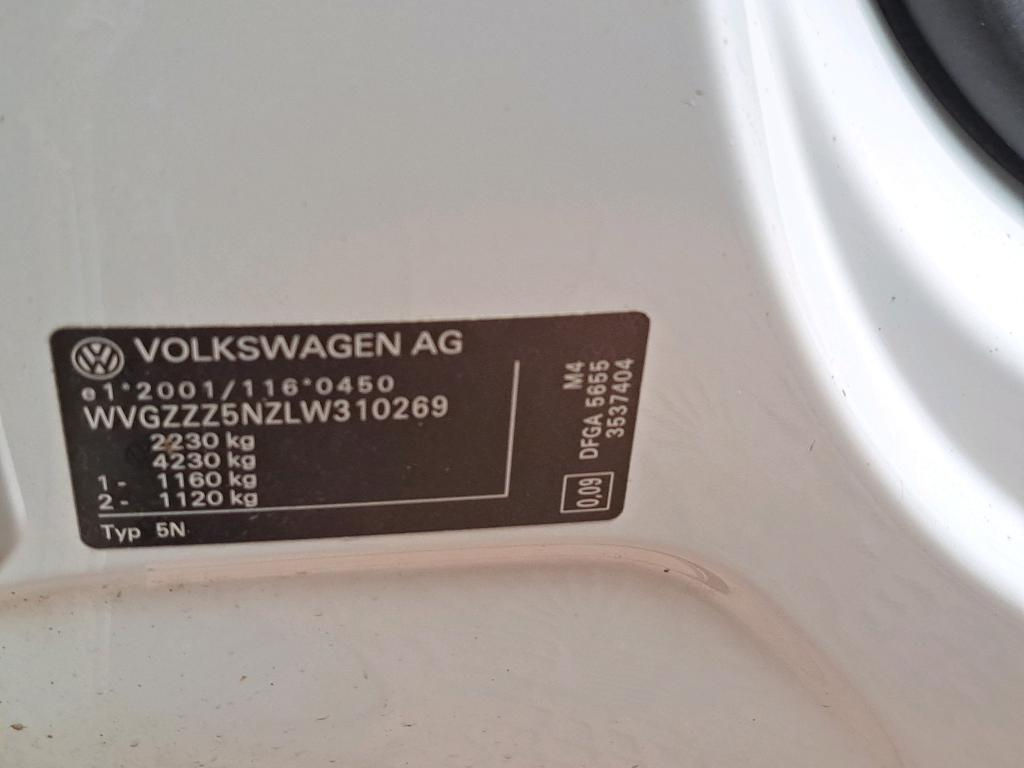 VOLKSWAGEN AG
e1*2001/116*0450
WVGZZZ5NZLW310269
2230 kg
4230 kg
1- 1160 kg
2- 1120 kg
Typ 5N
M4
DFGA 5655
3537404
0,09